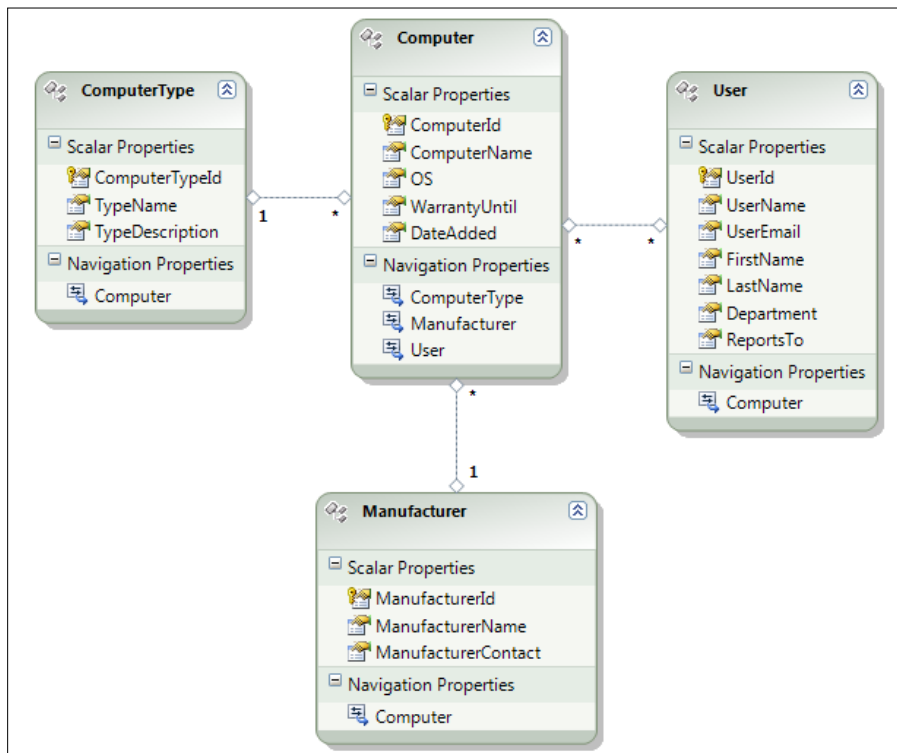 Computer
Scalar Properties
ComputerId
ComputerName
OS
WarrantyUntil
DateAdded
Navigation Properties
ComputerType
Manufacturer
User
ComputerType
Scalar Properties
ComputerTypeId
TypeName
TypeDescription
Navigation Properties
Computer
1
*
User
Scalar Properties
UserId
UserName
UserEmail
FirstName
LastName
Department
ReportsTo
Navigation Properties
Computer
*
*
*
1
Manufacturer
Scalar Properties
ManufacturerId
ManufacturerName
ManufacturerContact
Navigation Properties
Computer